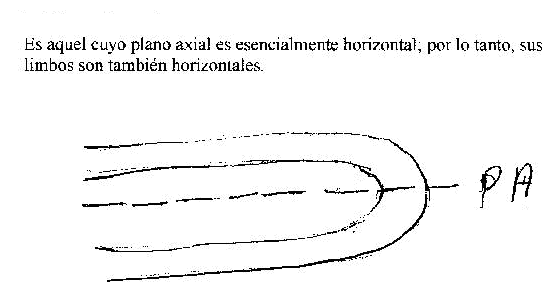 Es aquel cuyo plano axial es esencialmente horizontal, por lo tanto, sus
limbos son también horizontales.
PA